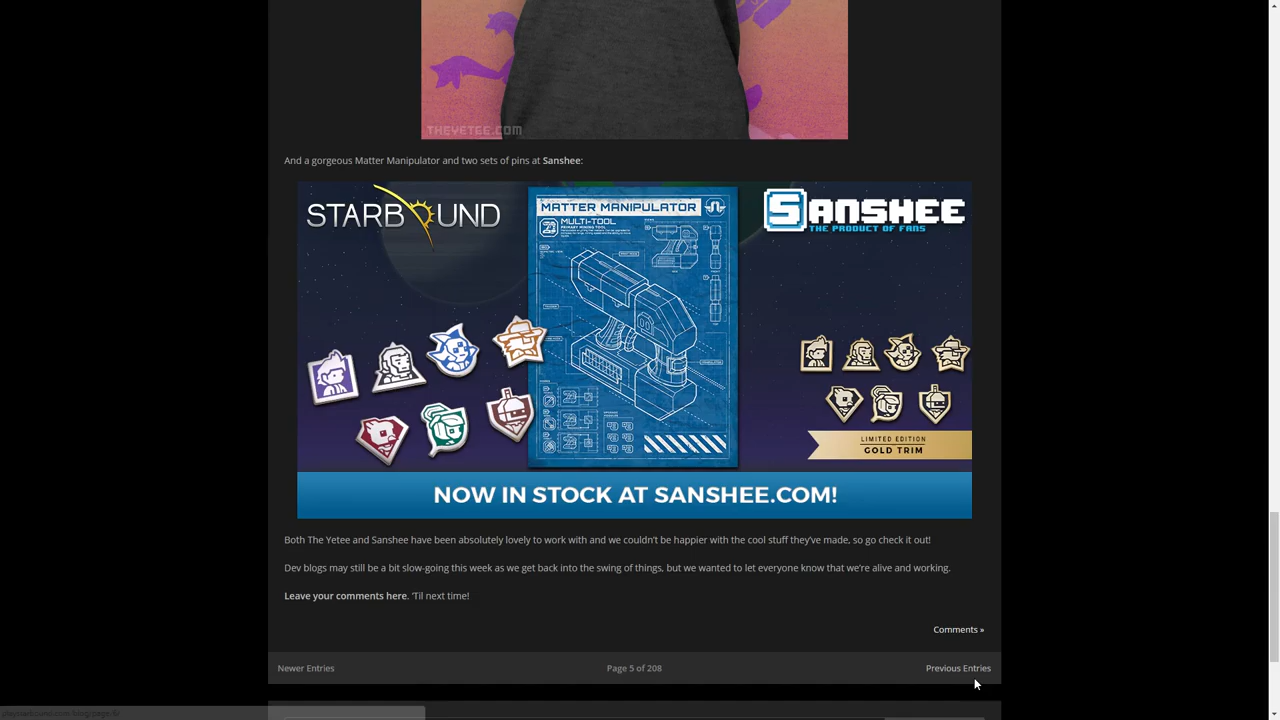 THEYETEE.COM
And a gorgeous Matter Manipulator and two sets of pins at Sanshee:
STARBOUND
MATTER MANIPULATOR
MULTI-TOOL
PRIMARY MINING TOOL
SANSHEE
THE PRODUCT OF FANS
LIMITED EDITION
GOLD TRIM
NOW IN STOCK AT SANSHEE.COM!
Both The Yetee and Sanshee have been absolutely lovely to work with and we couldn't be happier with the cool stuff they've made, so go check it out!
Dev blogs may still be a bit slow-going this week as we get back into the swing of things, but we wanted to let everyone know that we're alive and working.
Leave your comments here. 'Til next time!
Comments »
Newer Entries
Page 5 of 208
Previous Entries